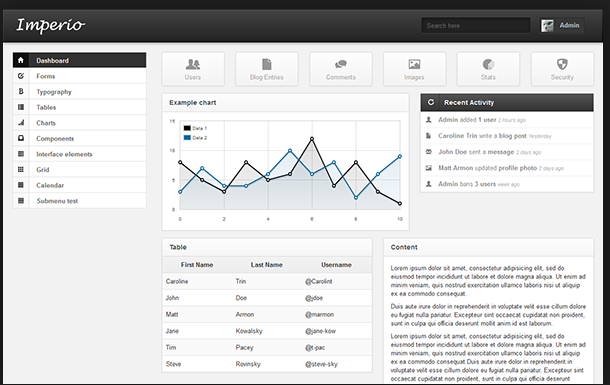 Imperio
Search here
Admin
Dashboard
Forms
Typography
Tables
Charts
Components
Interface elements
Grid
Calendar
Submenu test
Users
Blog Entries
Comments
Images
Stats
Security
Example chart
Data 1
Data 2
15
10
5
0
0 2 4 6 8 10
Recent Activity
Admin added 1 user 2 hours ago
Caroline Trin write a blog post Yesterday
John Doe sent a message 2 days ago
Matt Armon updated profile photo 2 days ago
Admin bans 3 users week ago
Table
First Name Last Name Username
Caroline Trin @Carolint
John Doe @jdoe
Matt Armon @marmon
Jane Kowalsky @jane-kow
Tim Pacey @t-pac
Steve Rovinsky @steve-sky
Content
Lorem ipsum dolor sit amet, consectetur adipisicing elit, sed do
eiusmod tempor incididunt ut labore et dolore magna aliqua. Ut enim ad
minim veniam, quis nostrud exercitation ullamco laboris nisi ut aliquip
ex ea commodo consequat.
Duis aute irure dolor in reprehenderit in voluptate velit esse cillum dolore
eu fugiat nulla pariatur. Excepteur sint occaecat cupidatat non proident,
sunt in culpa qui officia deserunt mollit anim id est laborum.
Lorem ipsum dolor sit amet, consectetur adipisicing elit, sed do
eiusmod tempor incididunt ut labore et dolore magna aliqua. Ut enim ad
minim veniam, quis nostrud exercitation ullamco laboris nisi ut aliquip
ex ea commodo consequat. Duis aute irure dolor in reprehenderit in
voluptate velit esse cillum dolore eu fugiat nulla pariatur. Excepteur sint
occaecat cupidatat non proident, sunt in culpa qui officia deserunt